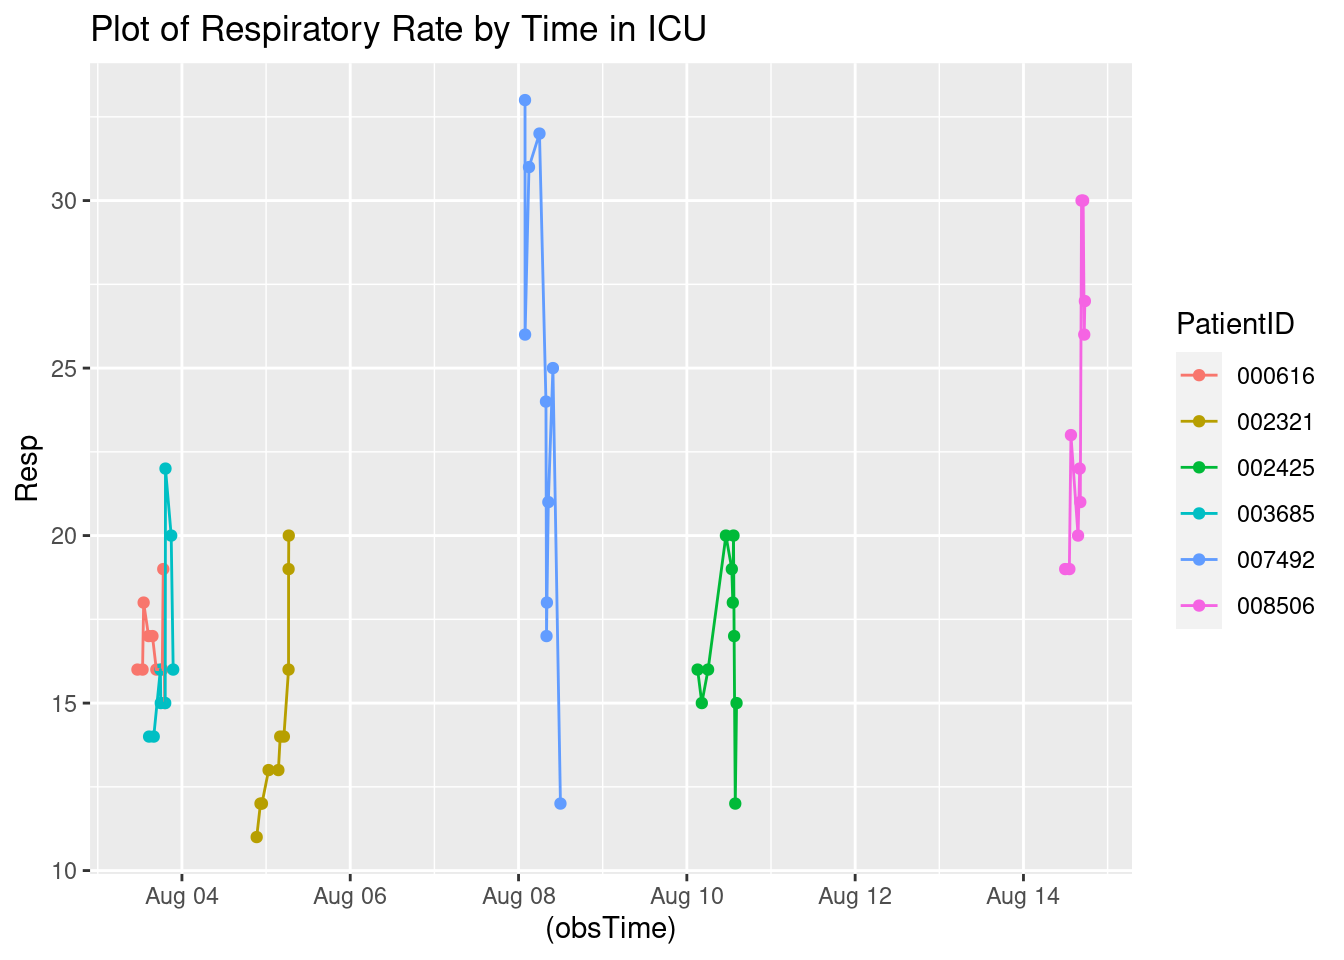 Plot of Respiratory Rate by Time in ICU
30
25
20
15
10
Resp
Aug 04 Aug 06 Aug 08 Aug 10 Aug 12 Aug 14
(obsTime)
PatientID
000616
002321
002425
003685
007492
008506